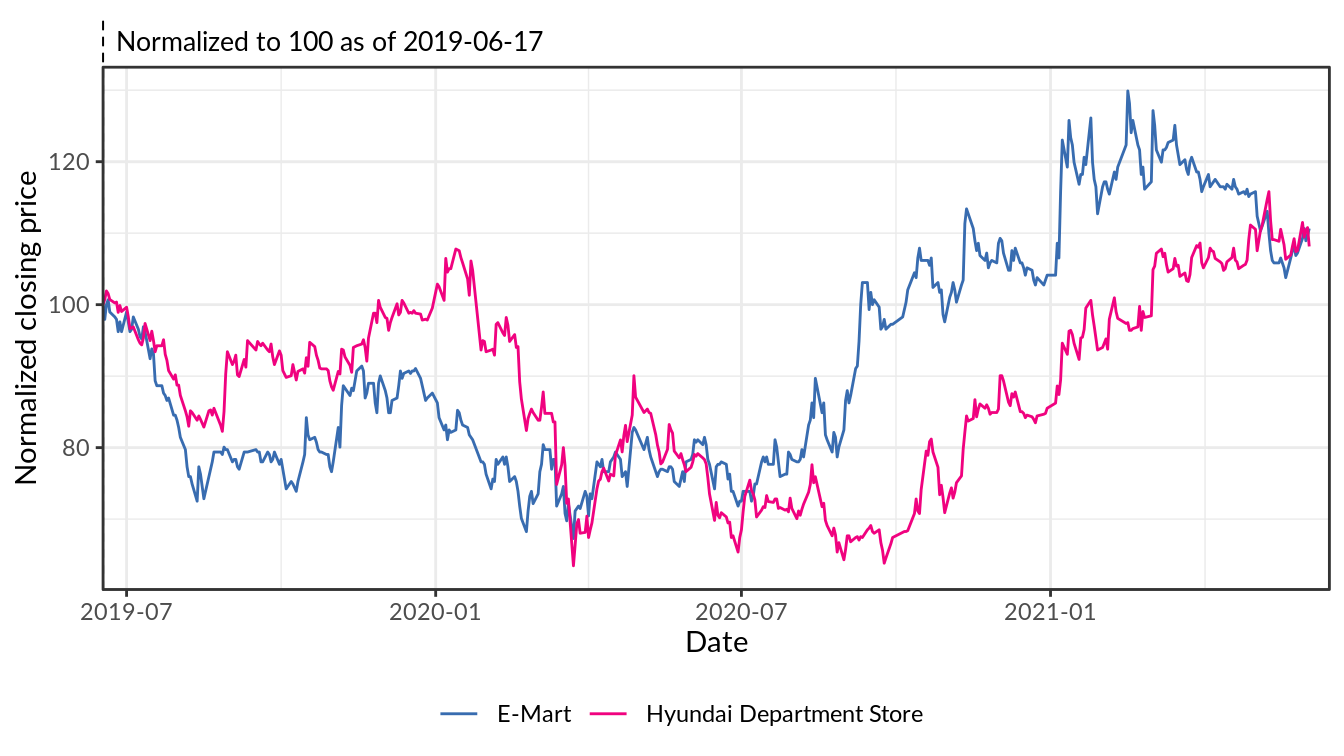 Normalized to 100 as of 2019-06-17
Normalized closing price
120
100
80
2019-07
2020-01
2020-07
2021-01
Date
E-Mart
Hyundai Department Store